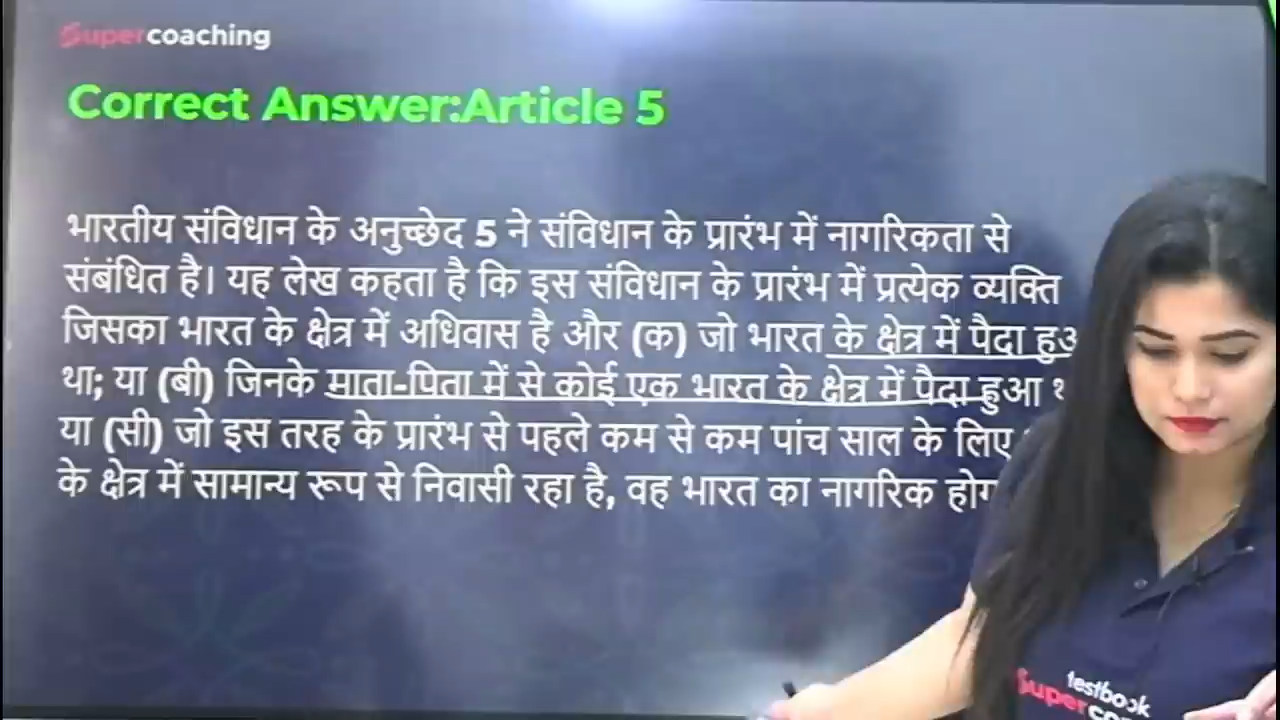 Supercoaching
Correct Answer:Article 5
भारतीय संविधान के अनुच्छेद 5 ने संविधान के प्रारंभ में नागरिकता से
संबंधित है। यह लेख कहता है कि इस संविधान के प्रारंभ में प्रत्येक व्यक्ति
जिसका भारत के क्षेत्र में अधिवास है और (क) जो भारत के क्षेत्र में पैदा
था; या (बी) जिनके माता-पिता में से कोई एक भारत के क्षेत्र में पैदा हुआ
या (सी) जो इस तरह के प्रारंभ से पहले कम से कम पांच साल के लिए
के क्षेत्र में सामान्य रूप से निवासी रहा है, वह भारत का नागरिक
testbook
Super